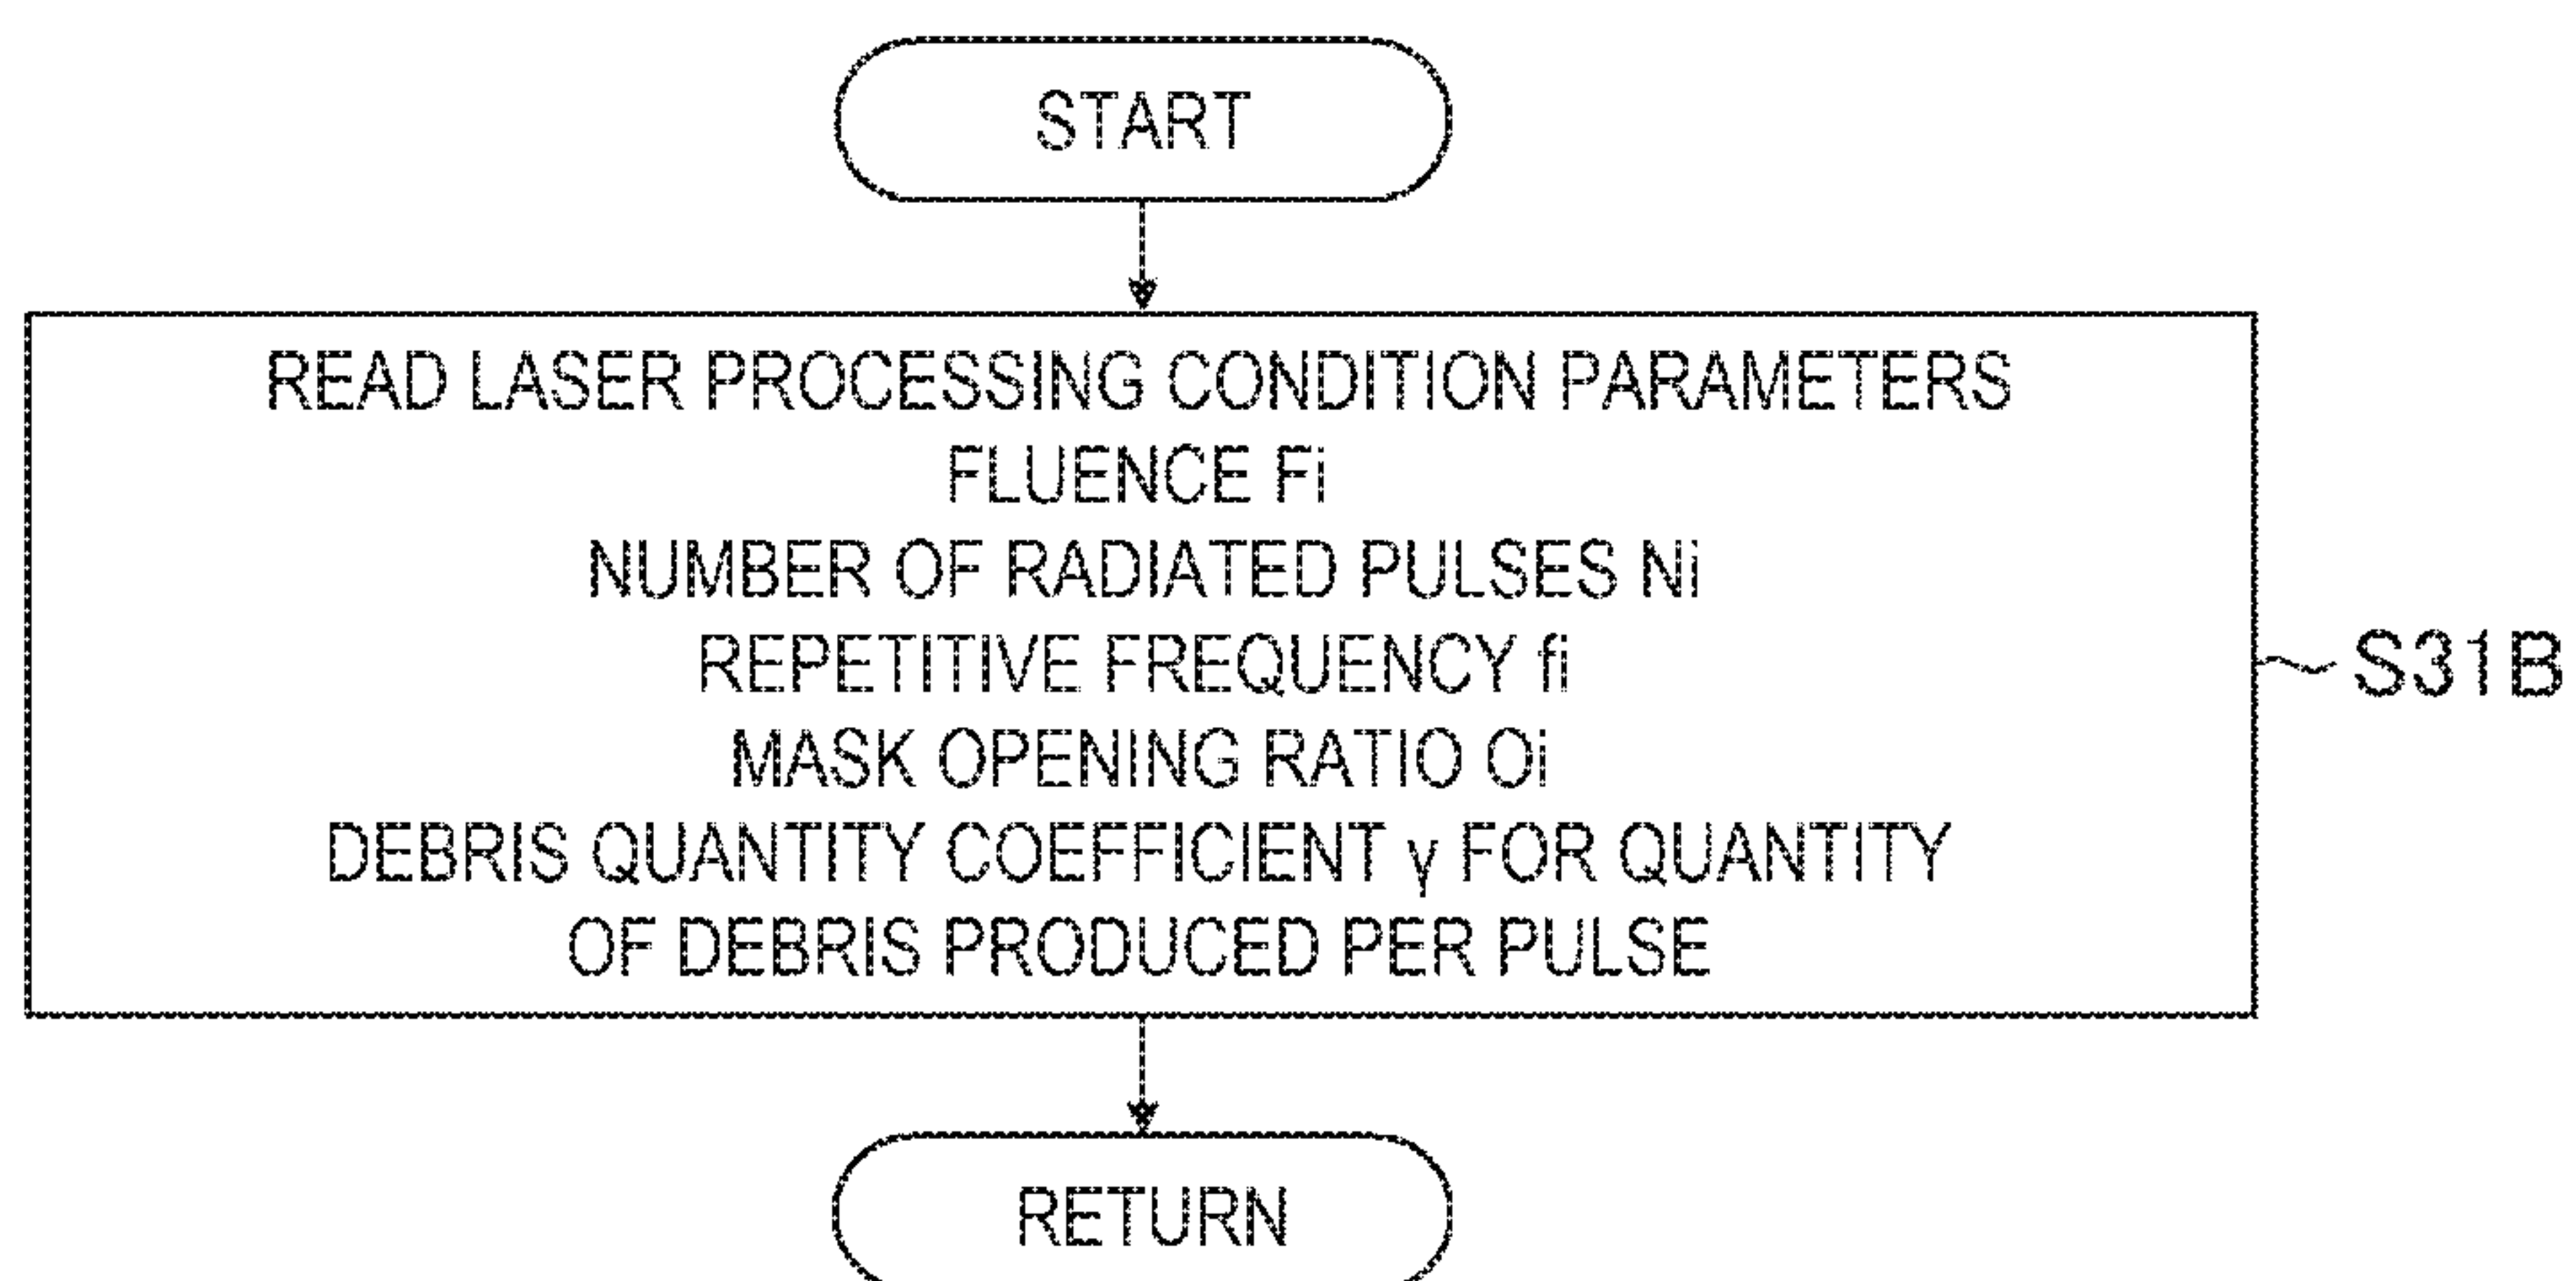 START
READ LASER PROCESSING CONDITION PARAMETERS
FLUENCE Fi
NUMBER OF RADIATED PULSES Ni
REPETITIVE FREQUENCY fi
MASK OPENING RATIO Oi
DEBRIS QUANTITY COEFFICIENT γ FOR QUANTITY
OF DEBRIS PRODUCED PER PULSE
S31B
RETURN